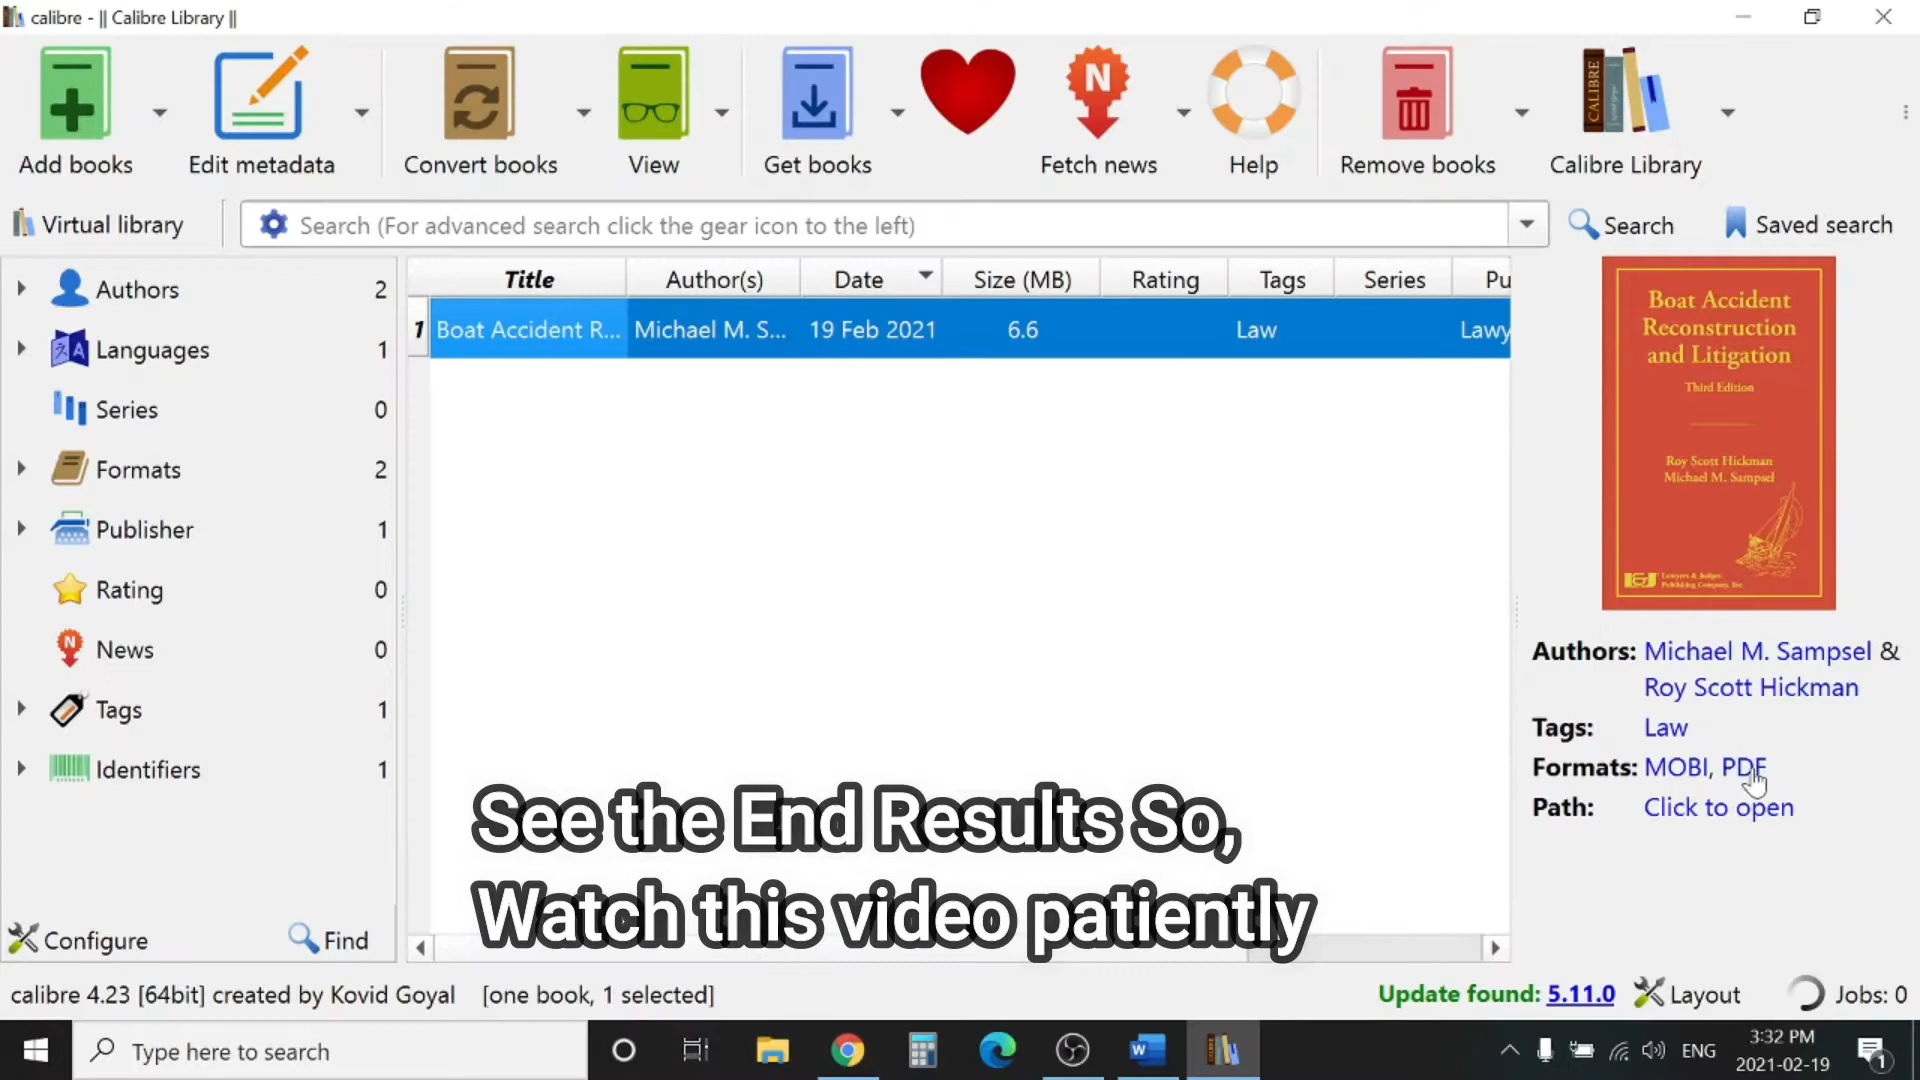 calibre - || Calibre Library ||
Add books
Edit metadata
Convert books
View
Get books
Fetch news
Help
Remove books
CALIBRE
Calibre Library
Virtual library
Search (For advanced search click the gear icon to the left)
Search
Saved search
Authors 2
Languages 1
Series 0
Formats 2
Publisher 1
Rating 0
News 0
Tags 1
Identifiers 1
Configure
Find
Title Author(s) Date Size (MB) Rating Tags Series Pu
1 Boat Accident R... Michael M. S... 19 Feb 2021 6.6 Law Lawy
Boat Accident
Reconstruction
and Litigation
Third Edition
Roy Scott Hickman
Michael M. Sampsel
Lawyers & Judges
Publishing Company, Inc.
Authors: Michael M. Sampsel &
Roy Scott Hickman
Tags: Law
Formats: MOBI, PDF
Path: Click to open
See the End Results So,
Watch this video patiently
calibre 4.23 [64bit] created by Kovid Goyal [one book, 1 selected]
Update found: 5.11.0
Layout
Jobs: 0
Type here to search
ENG
3:32 PM
2021-02-19
1